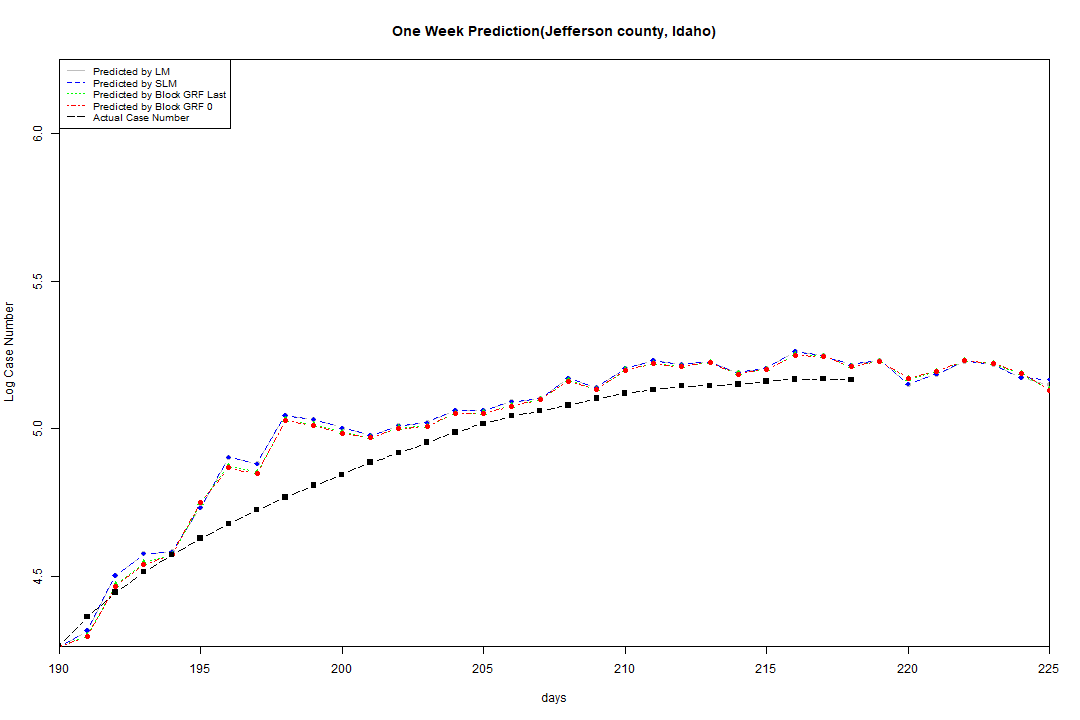 One Week Prediction(Jefferson county, Idaho)
Predicted by LM
Predicted by SLM
Predicted by Block GRF Last
Predicted by Block GRF 0
Actual Case Number
6.0
5.5
5.0
4.5
Log Case Number
190 195 200 205 210 215 220 225
days